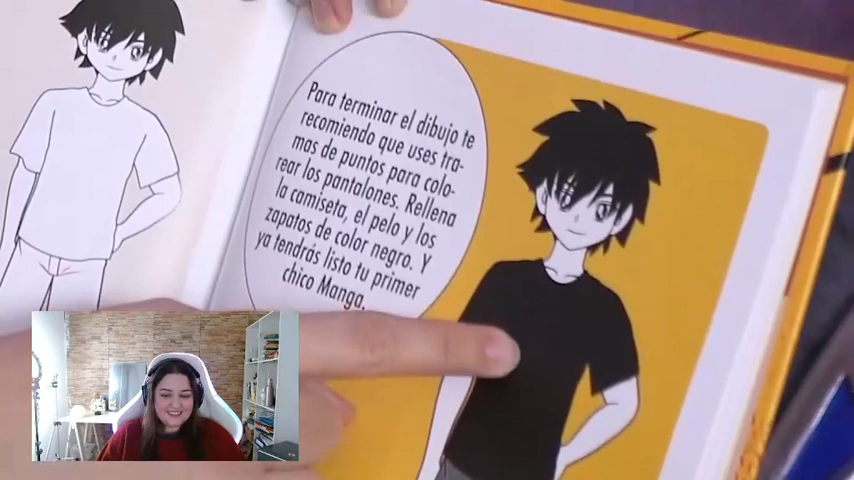 Para terminar el dibujo te
recomiendo que uses tra-
mas de puntos para colo-
rear los pantalones. Rellena
la camiseta, el pelo y los
zapatos de color negro. Y
ya tendrás listo tu primer
chico Manga.